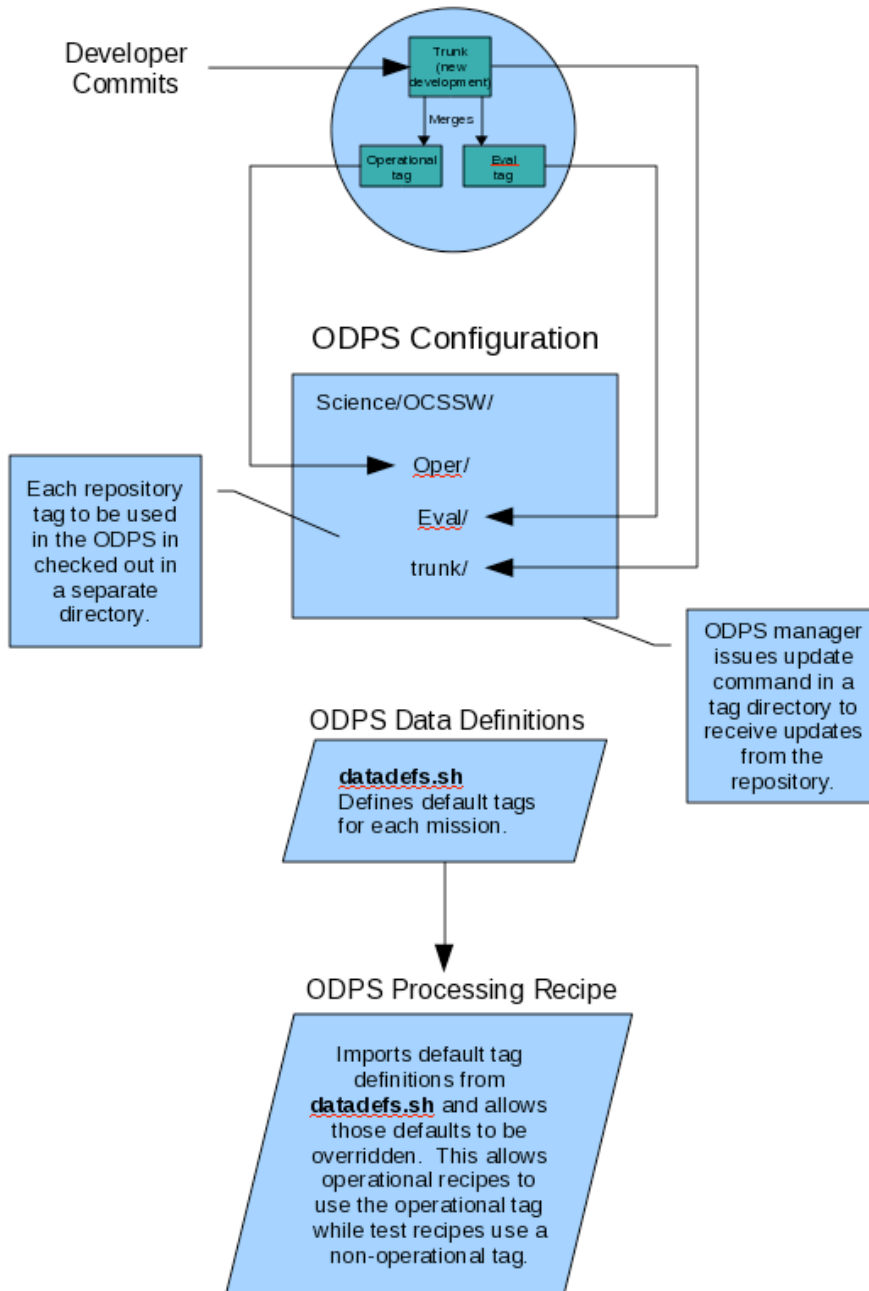 Developer
Commits
Trunk
(new
development)
Merges
Operational
tag
Eval
tag
ODPS Configuration
Science/OCSSW/
Oper/
Eval/
trunk/
Each repository
tag to be used
in the ODPS in
checked out in
a separate
directory.
ODPS manager
issues update
command in a
tag directory to
receive updates
from the
repository.
ODPS Data Definitions
datadefs.sh
Defines default tags
for each mission.
ODPS Processing Recipe
Imports default tag
definitions from
datadefs.sh and allows
those defaults to be
overridden.  This allows
operational recipes to
use the operational tag
while test recipes use a
non-operational tag.